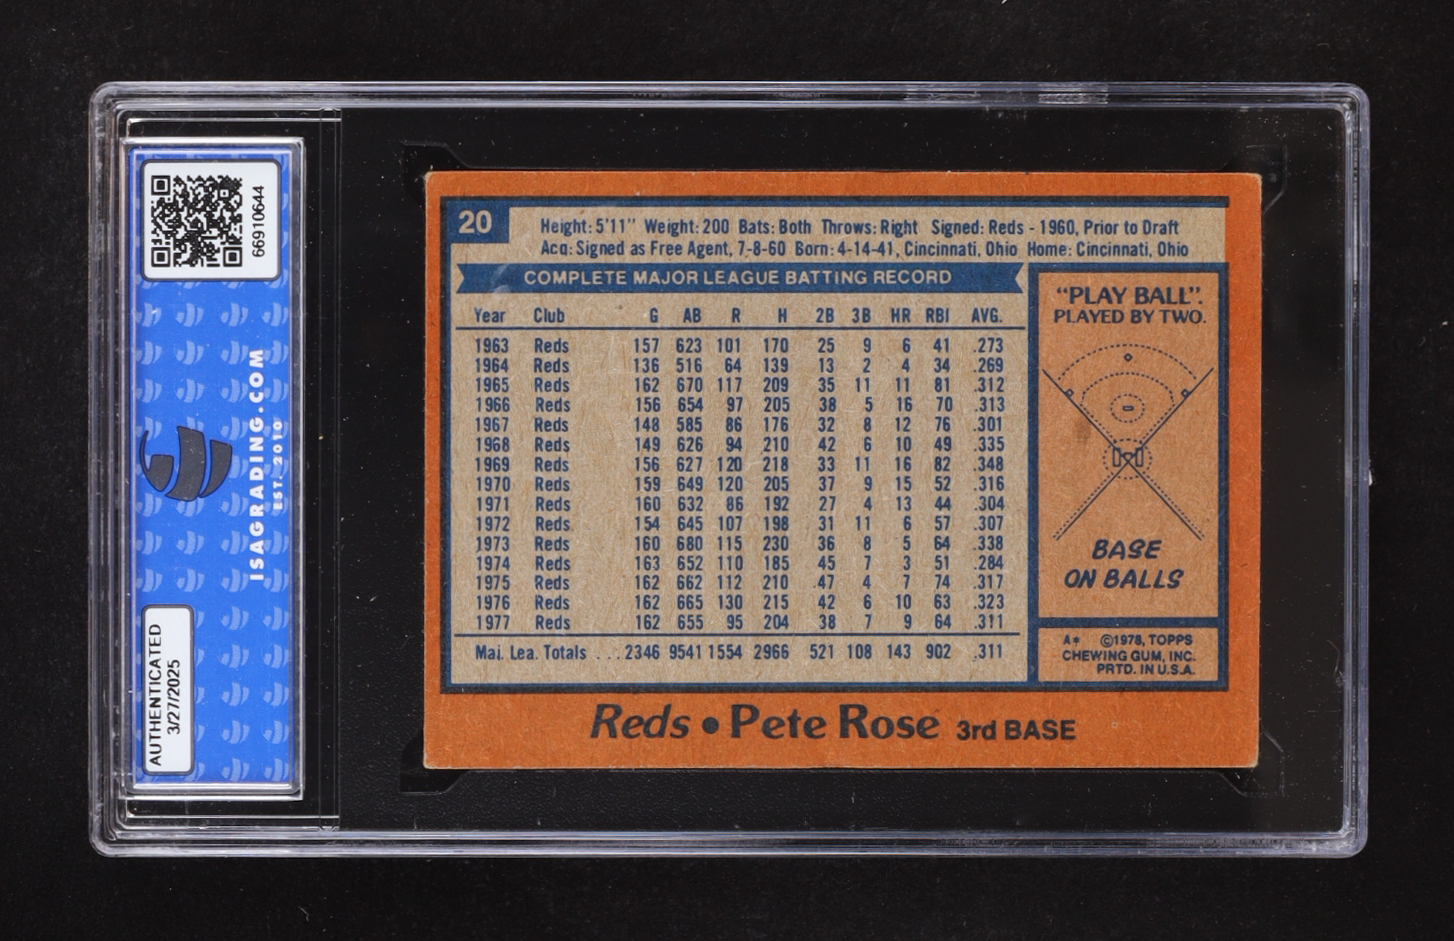 66910644
ISAGRADING.COM
EST. 2010
AUTHENTICATED
3/27/2025
20
Height: 5'11" Weight: 200 Bats: Both Throws: Right Signed: Reds - 1960, Prior to Draft
Acq: Signed as Free Agent, 7-8-60 Born: 4-14-41, Cincinnati, Ohio Home: Cincinnati, Ohio
COMPLETE MAJOR LEAGUE BATTING RECORD
Year Club G AB R H 2B 3B HR RBI AVG.
1963 Reds 157 623 101 170 25 9 6 41 .273
1964 Reds 136 516 64 139 13 2 4 34 .269
1965 Reds 162 670 117 209 35 11 11 81 .312
1966 Reds 156 654 97 205 38 5 16 70 .313
1967 Reds 148 585 86 176 32 8 12 76 .301
1968 Reds 149 626 94 210 42 6 10 49 .335
1969 Reds 156 627 120 218 33 11 16 82 .348
1970 Reds 159 649 120 205 37 9 15 52 .316
1971 Reds 160 632 86 192 27 4 13 44 .304
1972 Reds 154 645 107 198 31 11 6 57 .307
1973 Reds 160 680 115 230 36 8 5 64 .338
1974 Reds 163 652 110 185 45 7 3 51 .284
1975 Reds 162 662 112 210 47 4 7 74 .317
1976 Reds 162 665 130 215 42 6 10 63 .323
1977 Reds 162 655 95 204 38 7 9 64 .311
Maj. Lea. Totals ... 2346 9541 1554 2966 521 108 143 902 .311
"PLAY BALL".
PLAYED BY TWO.
BASE
ON BALLS
A* ©1978, TOPPS
CHEWING GUM, INC.
PRTD. IN U.S.A.
Reds • Pete Rose 3rd BASE